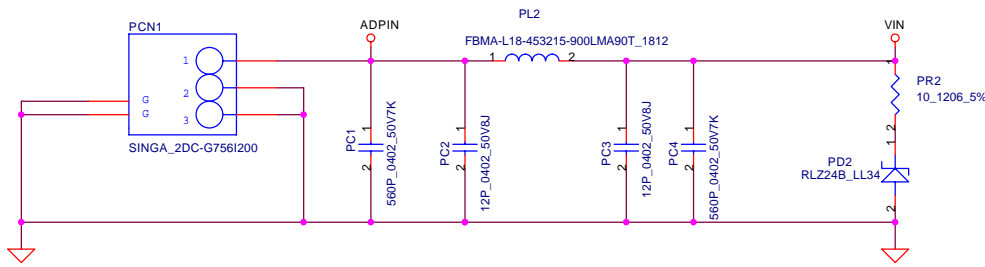 PCN1
1
2
3
G
G
SINGA_2DC-G756I200
ADPIN
PL2
FBMA-L18-453215-900LMA90T_1812
1
2
VIN
1
PR2
10_1206_5%
2
PC1
1
2
560P_0402_50V7K
PC2
1
2
12P_0402_50V8J
PC3
1
2
12P_0402_50V8J
PC4
1
2
560P_0402_50V7K
1
PD2
RLZ24B_LL34
2